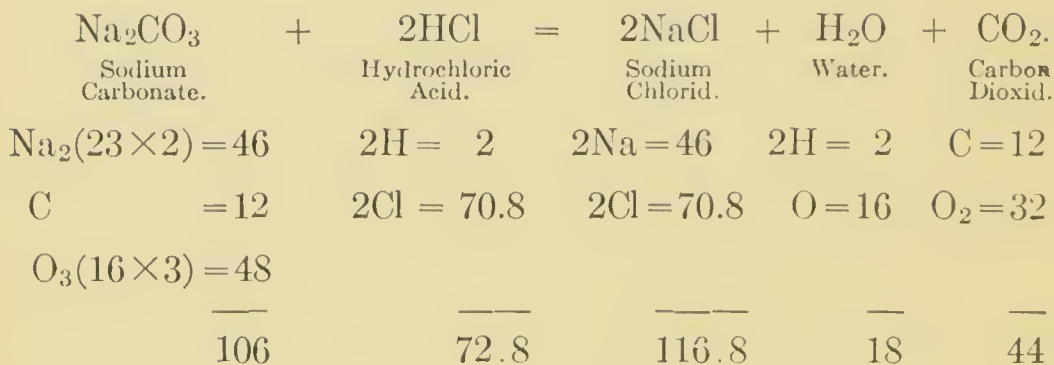 Na₂CO₃ + 2HCl = 2NaCl + H₂O + CO₂.
Sodium Hydrochloric Sodium Water. Carbon
Carbonate. Acid. Chlorid. Dioxid.
Na₂(23×2)=46 2H= 2 2Na=46 2H= 2 C=12
C =12 2Cl = 70.8 2Cl=70.8 O=16 O₂=32
O₃(16×3)=48
106 72.8 116.8 18 44